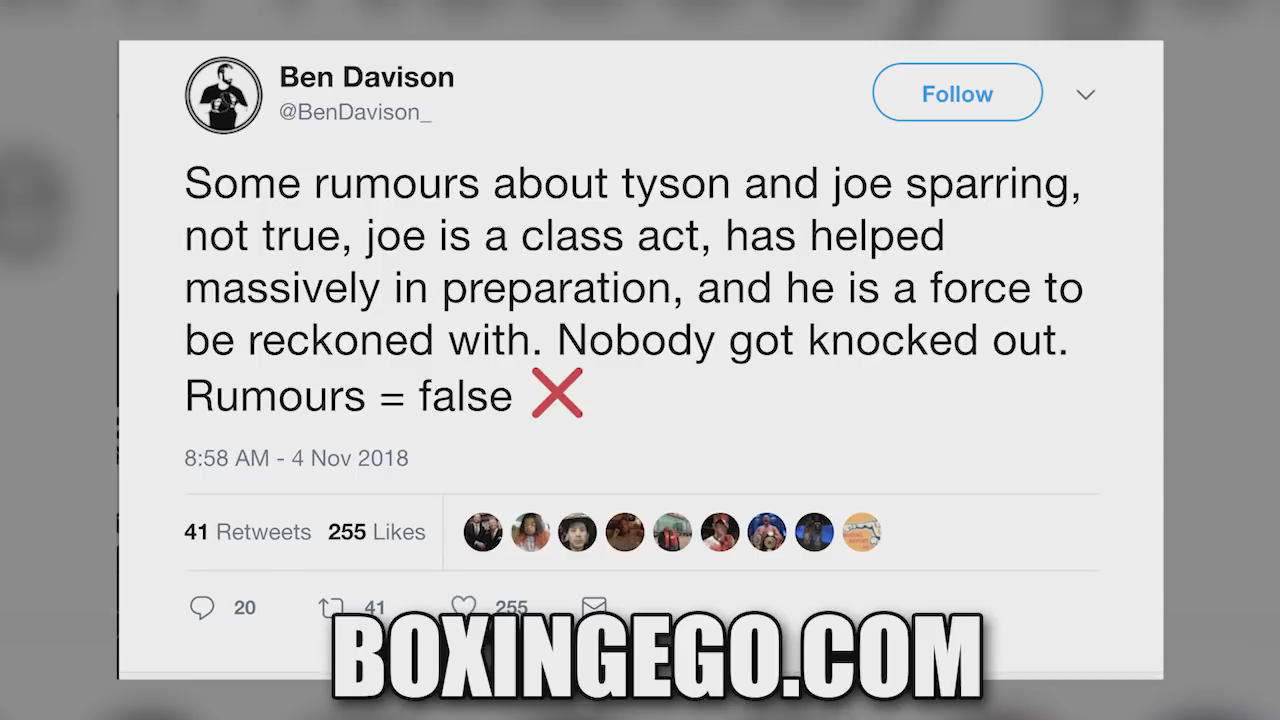 Ben Davison
@BenDavison_
Follow
Some rumours about tyson and joe sparring,
not true, joe is a class act, has helped
massively in preparation, and he is a force to
be reckoned with. Nobody got knocked out.
Rumours = false ❌
8:58 AM - 4 Nov 2018
41 Retweets 255 Likes
20 41 255
BOXINGEGO.COM